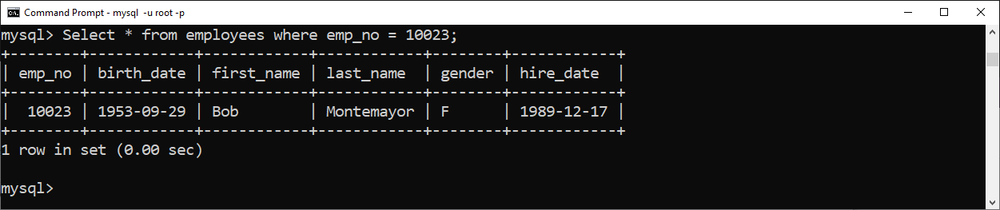 Command Prompt - mysql  -u root -p
mysql> Select * from employees where emp_no = 10023;
+--------+------------+------------+------------+--------+------------+
| emp_no | birth_date | first_name | last_name  | gender | hire_date  |
+--------+------------+------------+------------+--------+------------+
|  10023 | 1953-09-29 | Bob        | Montemayor | F      | 1989-12-17 |
+--------+------------+------------+------------+--------+------------+
1 row in set (0.00 sec)
mysql>